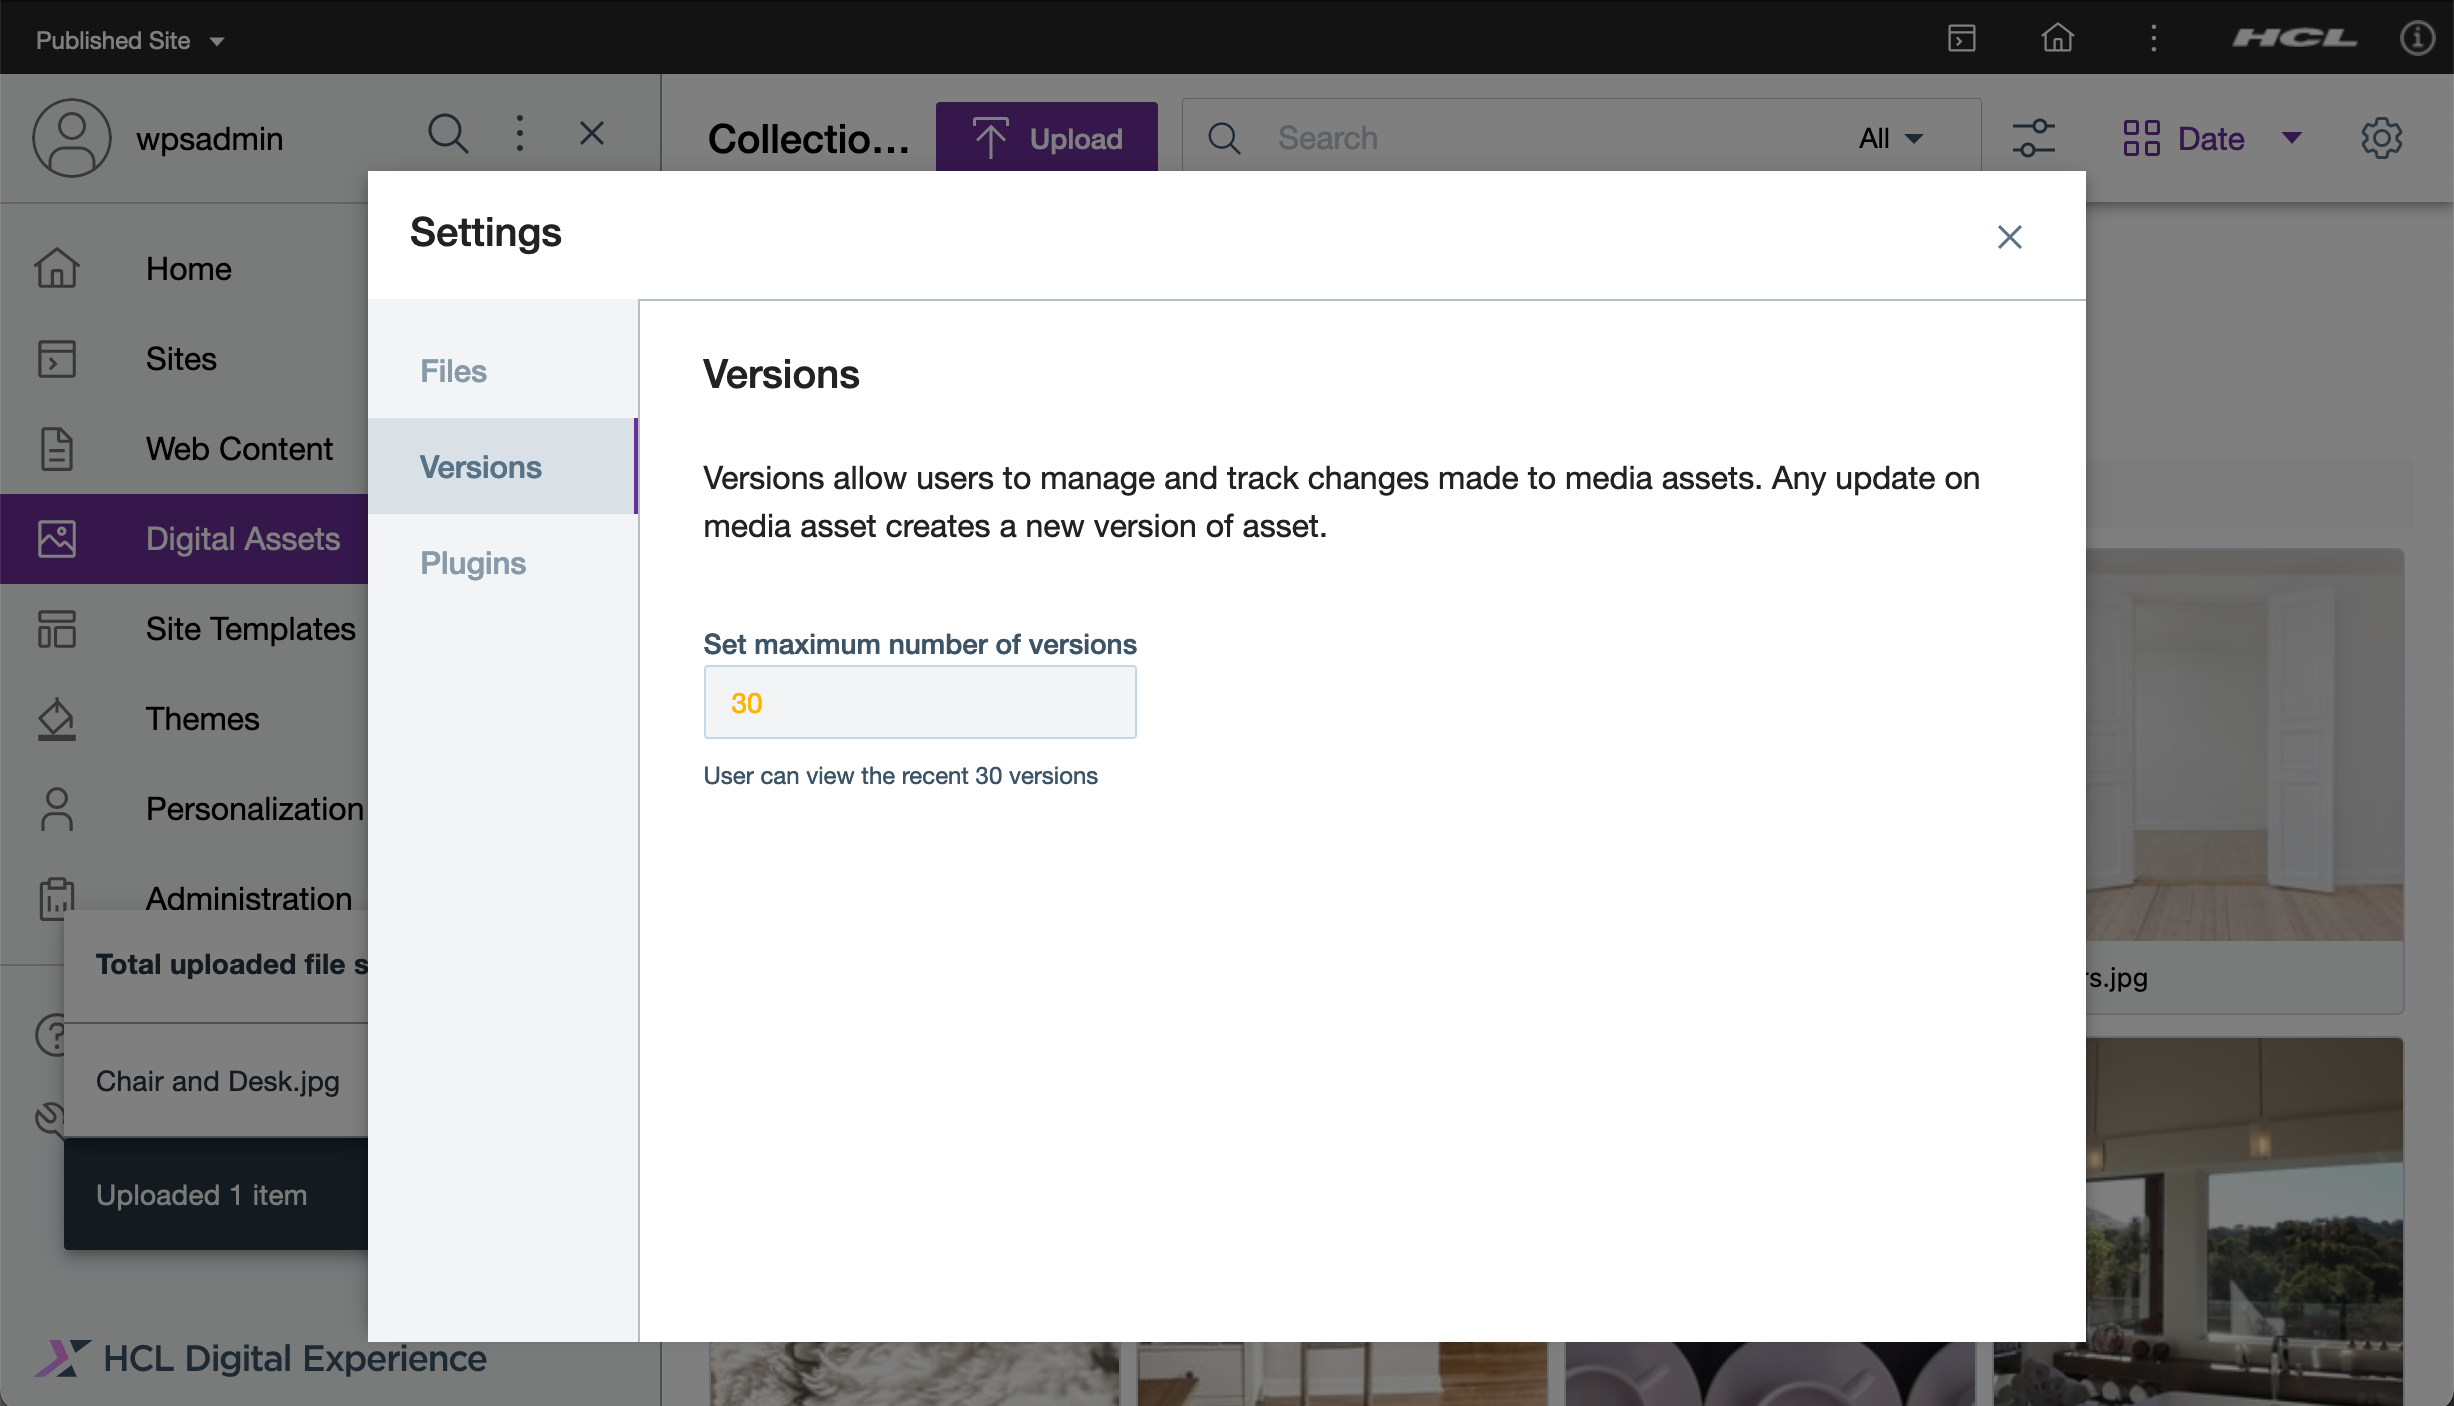 Published Site
HCL
wpsadmin
Collectio...
Upload
Search
All
Date
Home
Sites
Web Content
Digital Assets
Site Templates
Themes
Personalization
Administration
Total uploaded file s
Chair and Desk.jpg
Uploaded 1 item
HCL Digital Experience
Settings
Files
Versions
Plugins
Versions
Versions allow users to manage and track changes made to media assets. Any update on
media asset creates a new version of asset.
Set maximum number of versions
30
User can view the recent 30 versions
rs.jpg